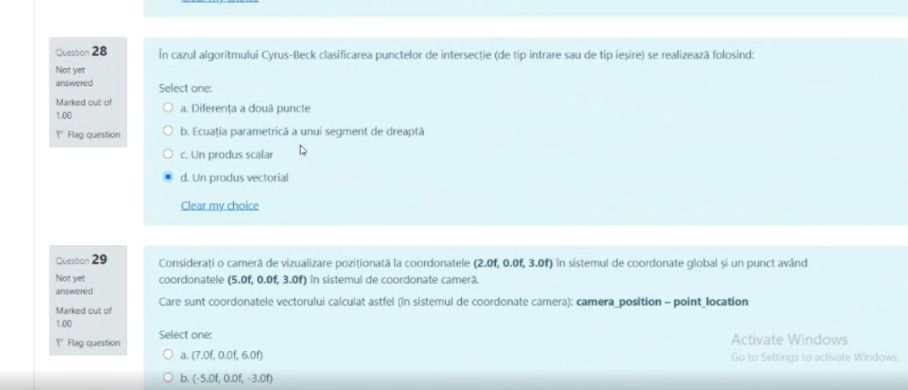 Clear my choice
Question 28
Not yet
answered
Marked out of
1.00
Flag question
În cazul algoritmului Cyrus-Beck clasificarea punctelor de intersecție (de tip intrare sau de tip ieșire) se realizează folosind:
Select one:
a. Diferența a două puncte
b. Ecuația parametrică a unui segment de dreaptă
c. Un produs scalar
d. Un produs vectorial
Clear my choice
Question 29
Not yet
answered
Marked out of
1.00
Flag question
Considerați o cameră de vizualizare poziționată la coordonatele (2.0f, 0.0f, 3.0f) în sistemul de coordonate global și un punct având
coordonatele (5.0f, 0.0f, 3.0f) în sistemul de coordonate cameră.
Care sunt coordonatele vectorului calculat astfel (în sistemul de coordonate camera): camera_position – point_location
Select one:
a. (7.0f, 0.0f, 6.0f)
b. (-5.0f, 0.0f, -3.0f)
Activate Windows
Go to Settings to activate Windows.